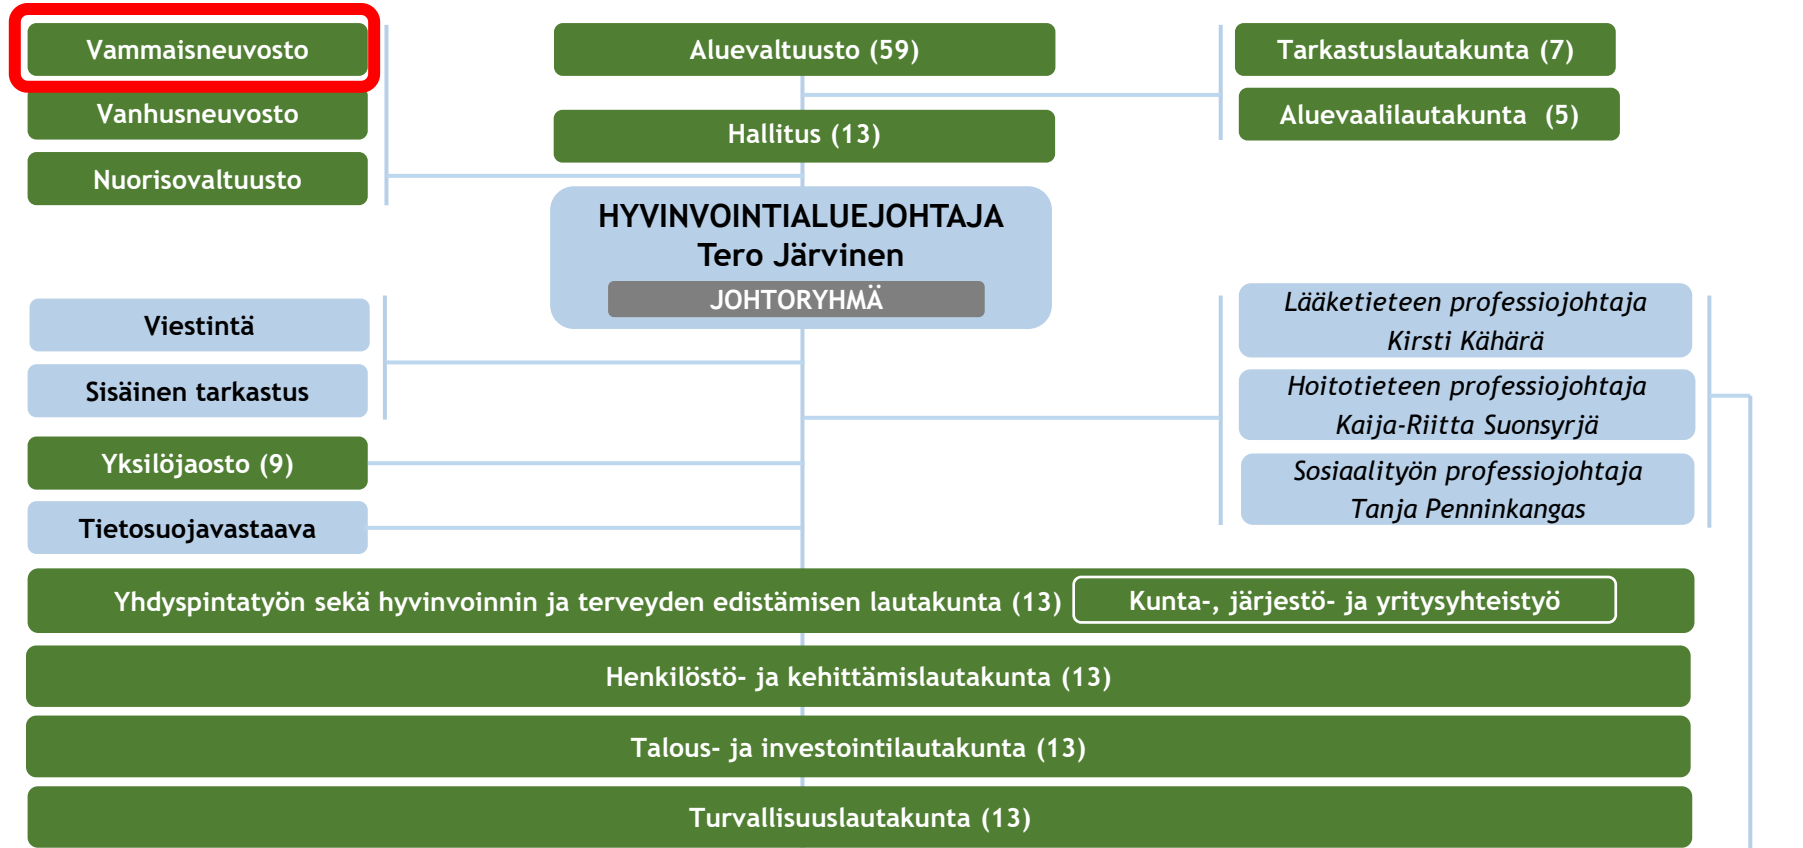 Vammaisneuvosto
Vanhusneuvosto
Nuorisovaltuusto
Aluevaltuusto (59)
Hallitus (13)
Tarkastuslautakunta (7)
Aluevaalilautakunta (5)
HYVINVOINTIALUEJOHTAJA
Tero Järvinen
JOHTORYHMÄ
Viestintä
Sisäinen tarkastus
Yksilöjaosto (9)
Tietosuojavastaava
Lääketieteen professiojohtaja
Kirsti Kähärä
Hoitotieteen professiojohtaja
Kaija-Riitta Suonsyrjä
Sosiaalityön professiojohtaja
Tanja Penninkangas
Yhdyspintatyön sekä hyvinvoinnin ja terveyden edistämisen lautakunta (13)
Kunta-, järjestö- ja yritysyhteistyö
Henkilöstö- ja kehittämislautakunta (13)
Talous- ja investointilautakunta (13)
Turvallisuuslautakunta (13)